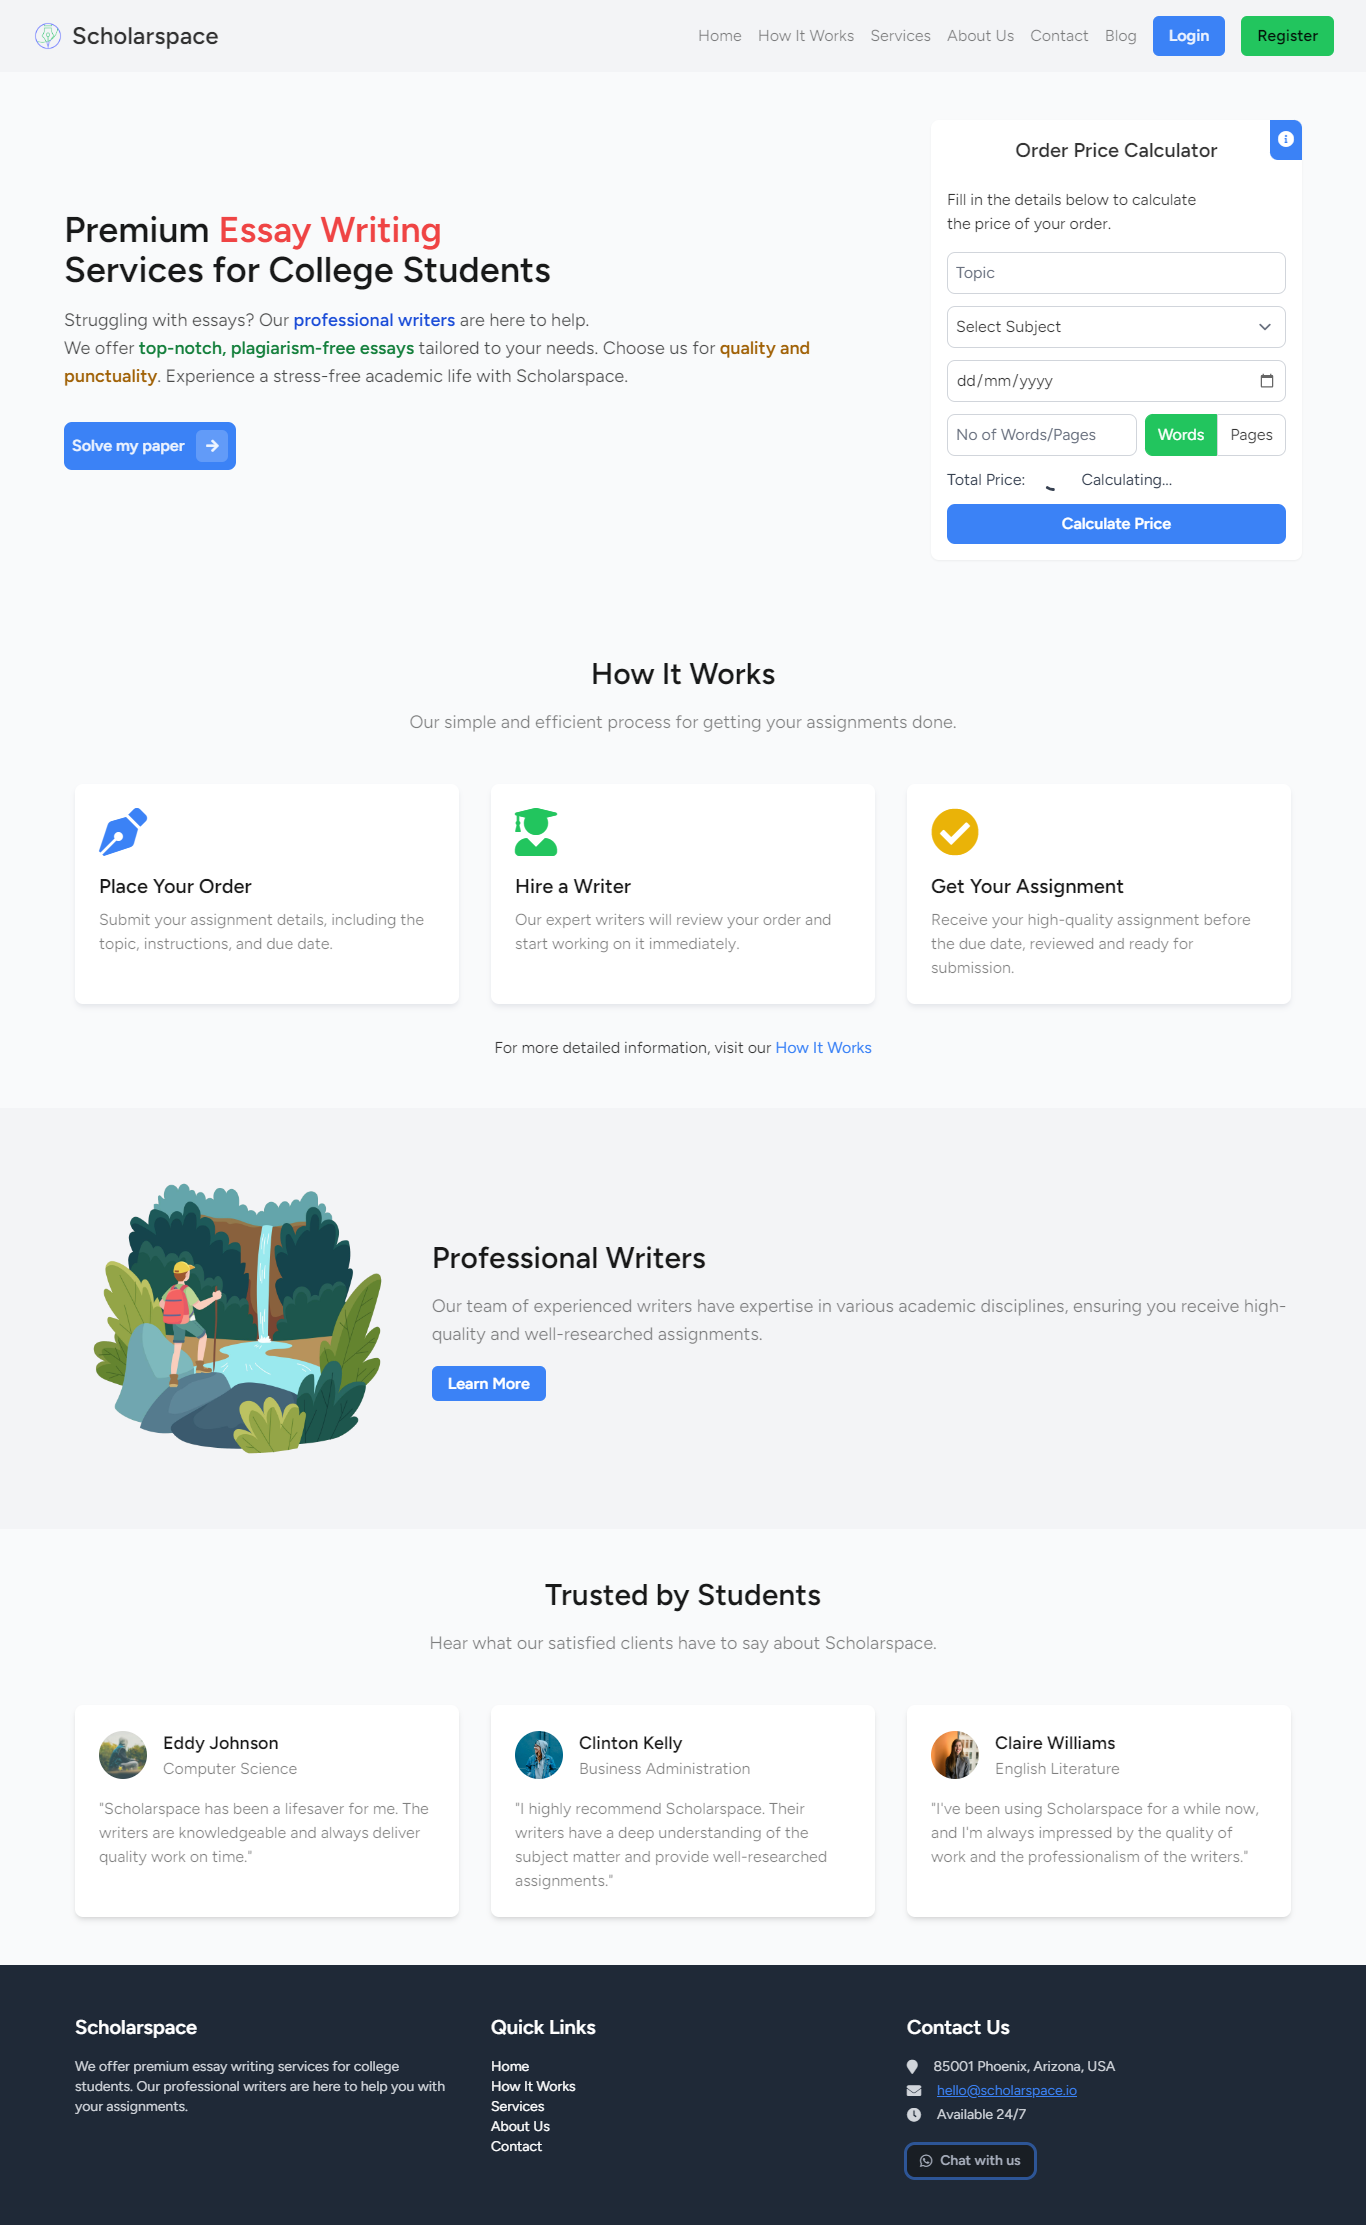 Scholarspace
Home How It Works Services About Us Contact Blog Login Register
Premium Essay Writing
Services for College Students
Struggling with essays? Our professional writers are here to help.
We offer top-notch, plagiarism-free essays tailored to your needs. Choose us for quality and
punctuality. Experience a stress-free academic life with Scholarspace.
Solve my paper
Order Price Calculator
Fill in the details below to calculate
the price of your order.
Topic
Select Subject
dd/mm/yyyy
No of Words/Pages Words Pages
Total Price: Calculating...
Calculate Price
How It Works
Our simple and efficient process for getting your assignments done.
Place Your Order
Submit your assignment details, including the
topic, instructions, and due date.
Hire a Writer
Our expert writers will review your order and
start working on it immediately.
Get Your Assignment
Receive your high-quality assignment before
the due date, reviewed and ready for
submission.
For more detailed information, visit our How It Works
Professional Writers
Our team of experienced writers have expertise in various academic disciplines, ensuring you receive high-
quality and well-researched assignments.
Learn More
Trusted by Students
Hear what our satisfied clients have to say about Scholarspace.
Eddy Johnson
Computer Science
"Scholarspace has been a lifesaver for me. The
writers are knowledgeable and always deliver
quality work on time."
Clinton Kelly
Business Administration
"I highly recommend Scholarspace. Their
writers have a deep understanding of the
subject matter and provide well-researched
assignments."
Claire Williams
English Literature
"I've been using Scholarspace for a while now,
and I'm always impressed by the quality of
work and the professionalism of the writers."
Scholarspace
We offer premium essay writing services for college
students. Our professional writers are here to help you with
your assignments.
Quick Links
Home
How It Works
Services
About Us
Contact
Contact Us
85001 Phoenix, Arizona, USA
hello@scholarspace.io
Available 24/7
Chat with us